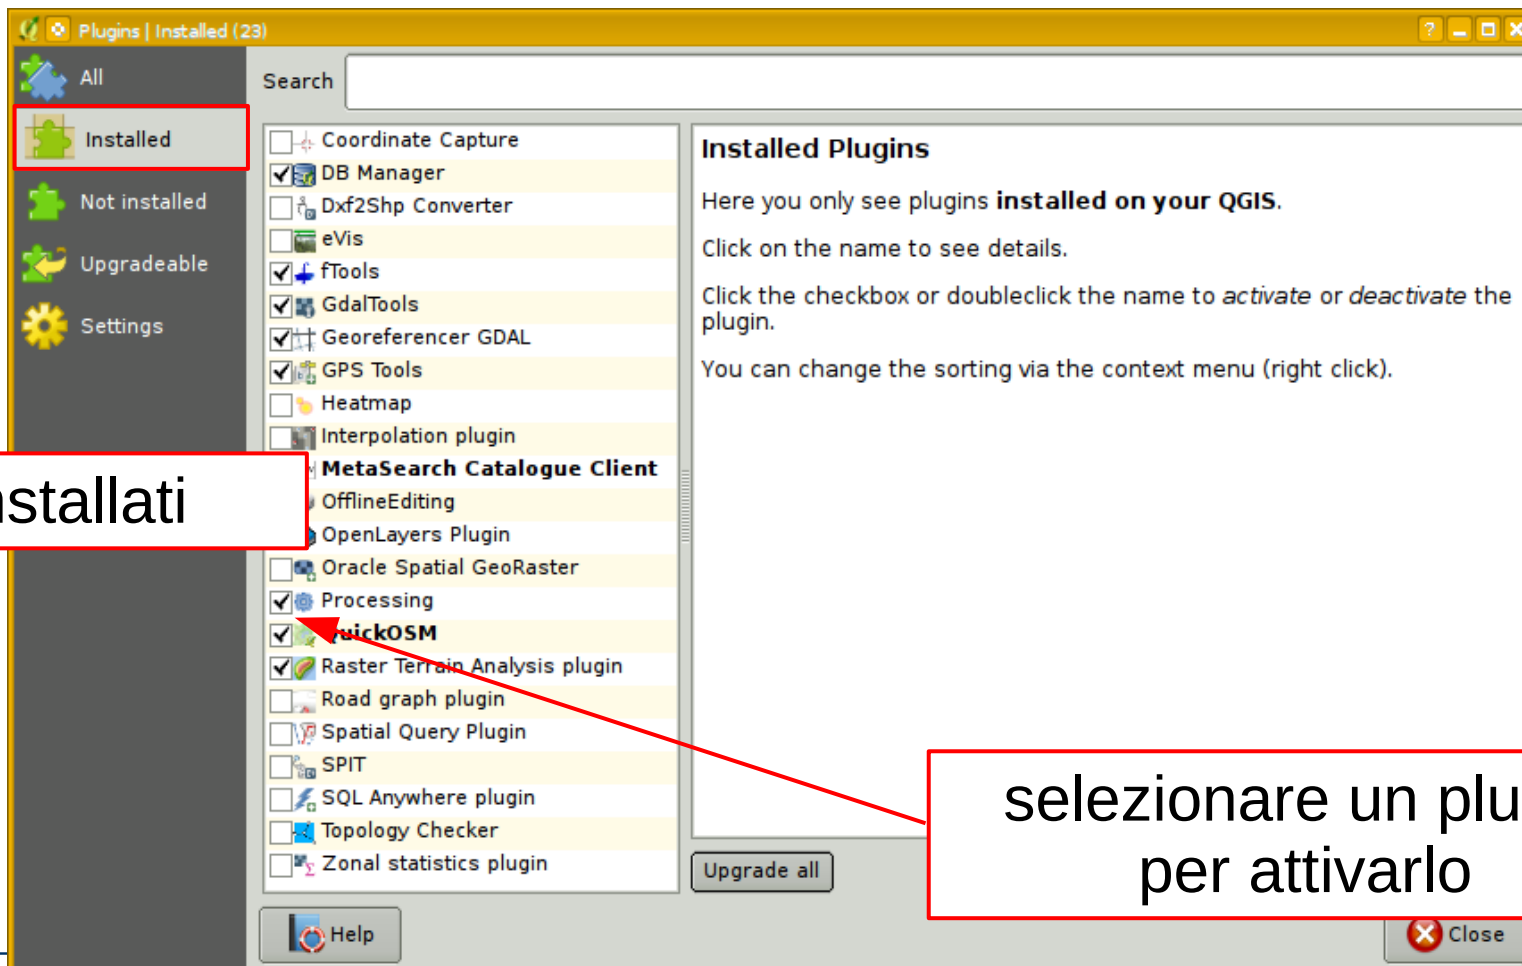 Plugins | Installed (23)
All
Installed
Not installed
Upgradeable
Settings
Search
Coordinate Capture
DB Manager
Dxf2Shp Converter
eVis
fTools
GdalTools
Georeferencer GDAL
GPS Tools
Heatmap
Interpolation plugin
MetaSearch Catalogue Client
OfflineEditing
OpenLayers Plugin
Oracle Spatial GeoRaster
Processing
QuickOSM
Raster Terrain Analysis plugin
Road graph plugin
Spatial Query Plugin
SPIT
SQL Anywhere plugin
Topology Checker
Zonal statistics plugin
Installed Plugins
Here you only see plugins installed on your QGIS.
Click on the name to see details.
Click the checkbox or doubleclick the name to activate or deactivate the
plugin.
You can change the sorting via the context menu (right click).
nstallati
selezionare un plu
per attivarlo
Upgrade all
Help
Close